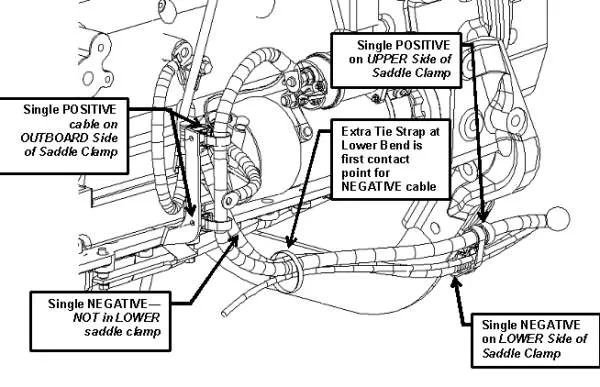 Single POSITIVE
on UPPER Side of
Saddle Clamp
Single POSITIVE
cable on
OUTBOARD Side
of Saddle Clamp
Extra Tie Strap at
Lower Bend is
first contact
point for
NEGATIVE cable
Single NEGATIVE—
NOT in LOWER
saddle clamp
Single NEGATIVE
on LOWER Side of
Saddle Clamp